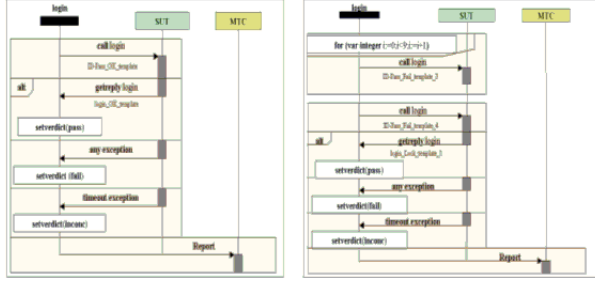 login
SUT
MTC
call login
ID-Pass_OK_template
alt
getreply login
login_OK_template
setverdict(pass)
any exception
setverdict (fail)
timeout exception
setverdict(inconc)
Report
login
SUT
MTC
for (var integer i:=0;i<9;i:=i+1)
call login
ID-Pass_Fail_template_3
call login
ID-Pass_Fail_template_4
alt
getreply login
login_Lock_template_1
setverdict(pass)
any exception
setverdict(fail)
timeout exception
setverdict(inconc)
Report